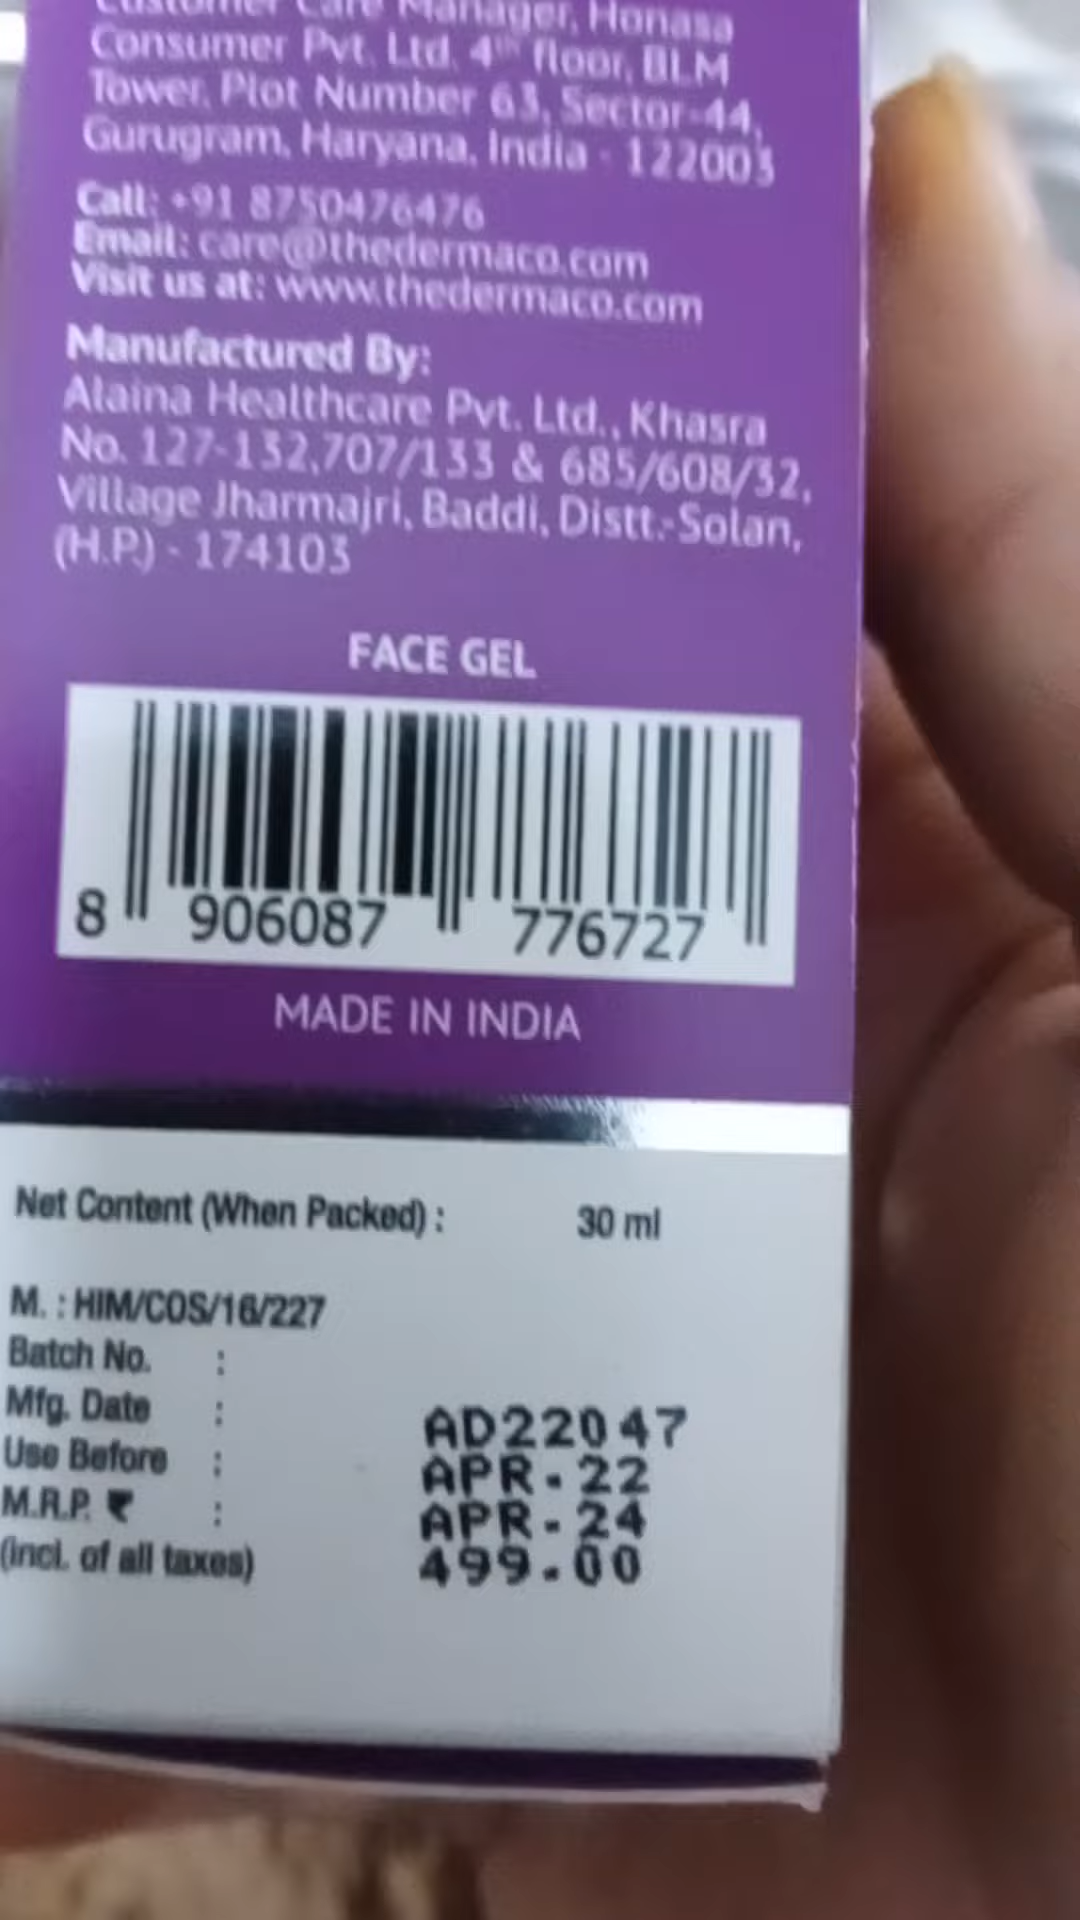 Customer Care Manager, Honasa
Consumer Pvt. Ltd. 4th floor, BLM
Tower, Plot Number 63, Sector-44,
Gurugram, Haryana, India - 122003
Call: +91 8750476476
Email: care@thedermaco.com
Visit us at: www.thedermaco.com
Manufactured By:
Alaina Healthcare Pvt. Ltd., Khasra
No. 127-132,707/133 & 685/608/32,
Village Jharmajri, Baddi, Distt.-Solan,
(H.P.) - 174103
FACE GEL
8 906087 776727
MADE IN INDIA
Net Content (When Packed) : 30 ml
M. : HIM/COS/16/227
Batch No. : AD22047
Mfg. Date : APR-22
Use Before : APR-24
M.R.P. ₹ : 499.00
(incl. of all taxes)